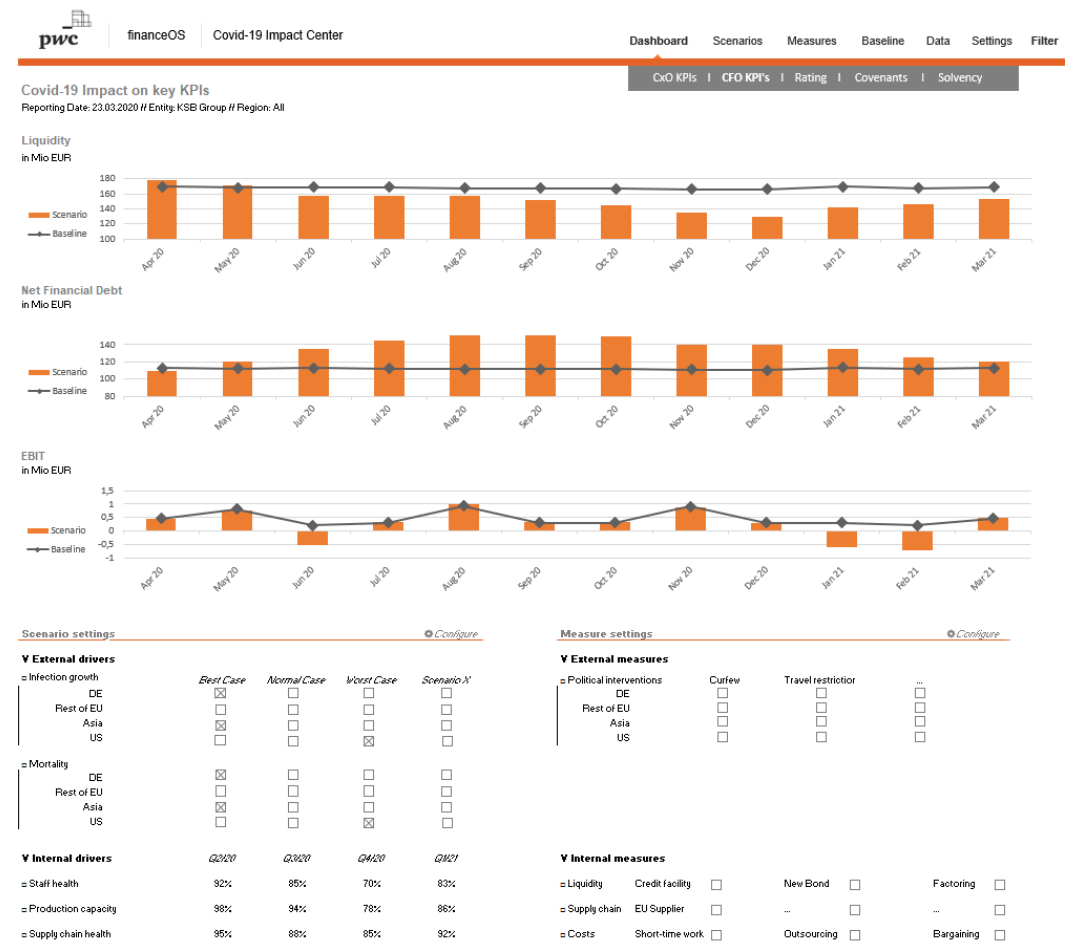 pwc
financeOS Covid-19 Impact Center
Dashboard Scenarios Measures Baseline Data Settings Filter
CxO KPIs I CFO KPI's I Rating I Covenants I Solvency
Covid-19 Impact on key KPIs
Reporting Date: 23.03.2020 // Entity: KSB Group // Region: All
Liquidity
in Mio EUR
180
160
140
120
100
Scenario
Baseline
Apr 20 May 20 Jun 20 Jul 20 Aug 20 Sep 20 Oct 20 Nov 20 Dec 20 Jan 21 Feb 21 Mar 21
Net Financial Debt
in Mio EUR
140
120
100
80
Scenario
Baseline
Apr 20 May 20 Jun 20 Jul 20 Aug 20 Sep 20 Oct 20 Nov 20 Dec 20 Jan 21 Feb 21 Mar 21
EBIT
in Mio EUR
1,5
1
0,5
0
-0,5
-1
Scenario
Baseline
Apr 20 May 20 Jun 20 Jul 20 Aug 20 Sep 20 Oct 20 Nov 20 Dec 20 Jan 21 Feb 21 Mar 21
Scenario settings Configure
¥ External drivers
Infection growth Best Case Normal Case Worst Case Scenario X
DE
Rest of EU
Asia
US
Mortality
DE
Rest of EU
Asia
US
¥ Internal drivers Q2/20 Q3/20 Q4/20 Q1/21
Staff health 92% 85% 70% 83%
Production capacity 98% 94% 78% 86%
Supply chain health 95% 88% 85% 92%
Measure settings Configure
¥ External measures
Political interventions Curfew Travel restrictior ...
DE
Rest of EU
Asia
US
¥ Internal measures
Liquidity Credit facility New Bond Factoring
Supply chain EU Supplier ... ...
Costs Short-time work Outsourcing Bargaining